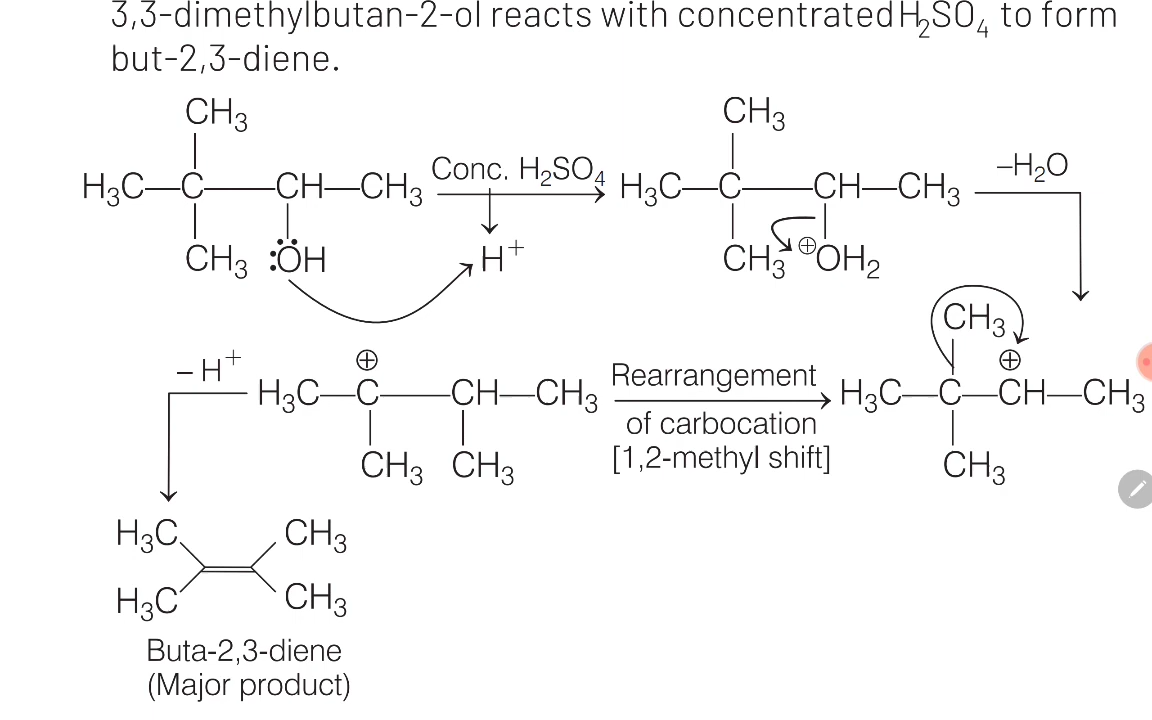 3,3-dimethylbutan-2-ol reacts with concentrated H₂SO₄ to form
but-2,3-diene.
CH₃
H₃C—C——CH—CH₃
CH₃ :ÖH
Conc. H₂SO₄
H⁺
CH₃
H₃C—C——CH—CH₃
CH₃ ⊕OH₂
–H₂O
CH₃
⊕
H₃C—C—CH—CH₃
CH₃
Rearrangement
of carbocation
[1,2-methyl shift]
⊕
H₃C—C——CH—CH₃
CH₃ CH₃
– H⁺
H₃C CH₃
H₃C CH₃
Buta-2,3-diene
(Major product)